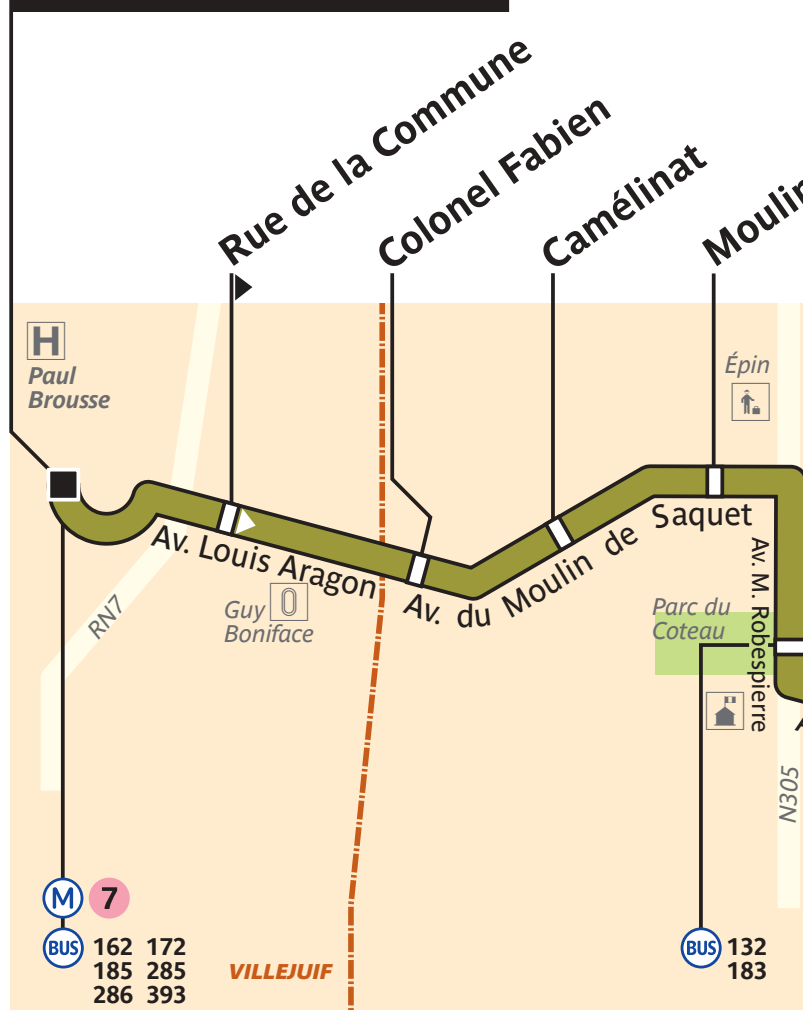 Rue de la Commune
Colonel Fabien
Camélinat
Moulin
H
Paul
Brousse
Épin
Av. Louis Aragon
Av. du Moulin de Saquet
RN7
Guy
Boniface
Parc du
Coteau
Av. M. Robespierre
N305
M 7
BUS 162 172
185 285
286 393
VILLEJUIF
BUS 132
183